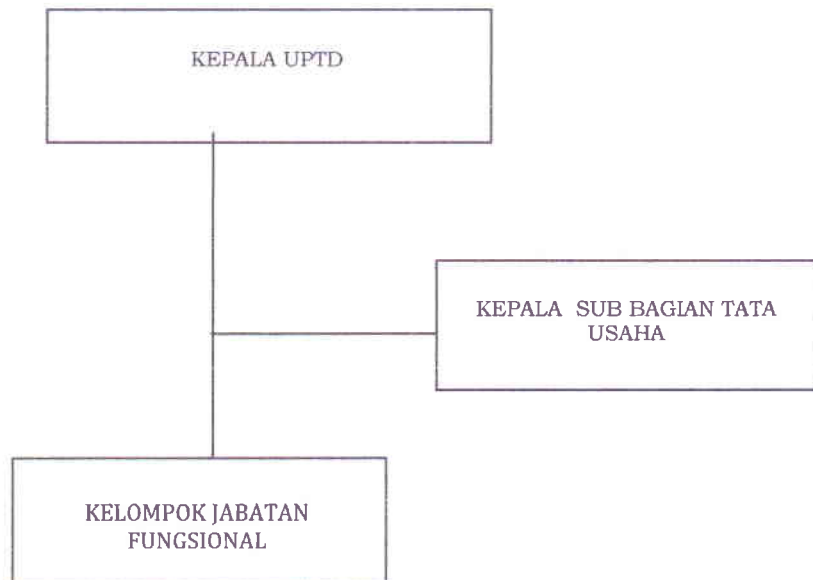 KEPALA UPTD
KEPALA SUB BAGIAN TATA
USAHA
KELOMPOK JABATAN
FUNGSIONAL